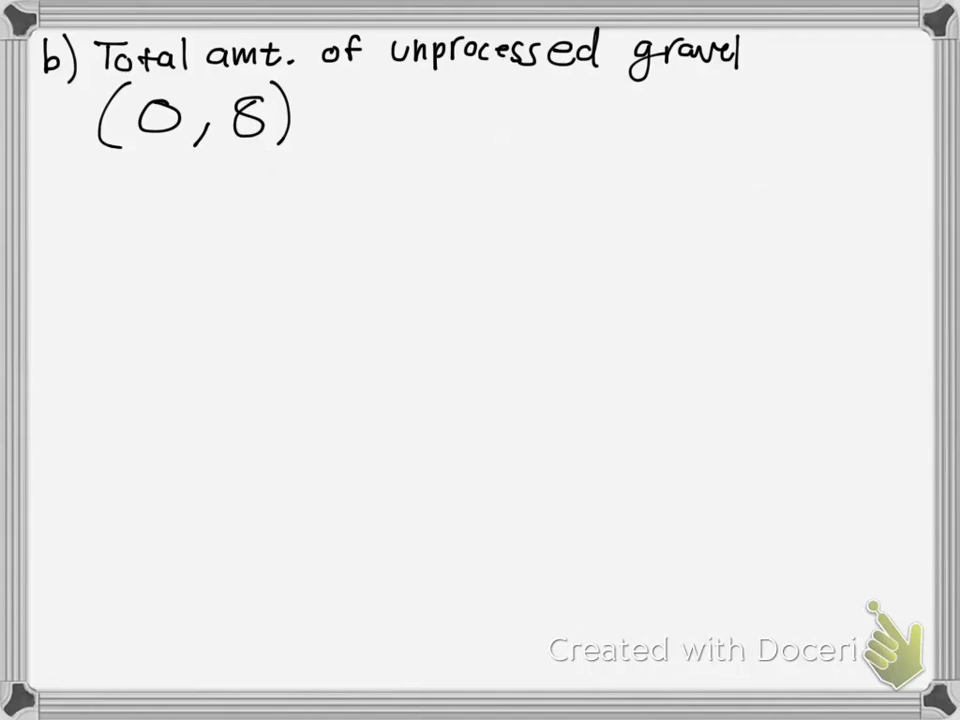 b) Total amt. of unprocessed gravel
(0, 8)
Created with Doceri